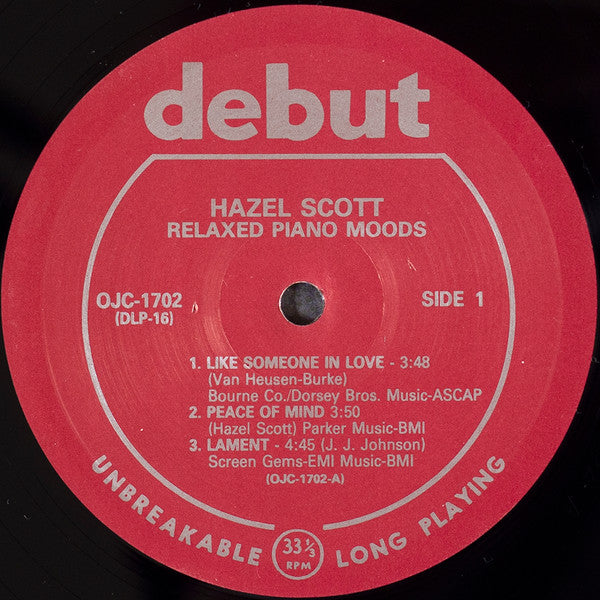 debut
HAZEL SCOTT
RELAXED PIANO MOODS
OJC-1702
(DLP-16)
SIDE 1
1. LIKE SOMEONE IN LOVE - 3:48
(Van Heusen-Burke)
Bourne Co./Dorsey Bros. Music-ASCAP
2. PEACE OF MIND 3:50
(Hazel Scott) Parker Music-BMI
3. LAMENT - 4:45 (J. J. Johnson)
Screen Gems-EMI Music-BMI
(OJC-1702-A)
UNBREAKABLE 33 1/3 RPM LONG PLAYING